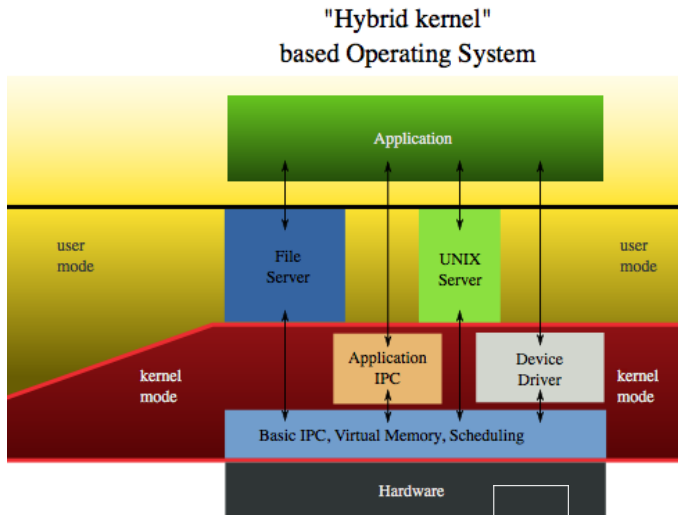 "Hybrid kernel"
based Operating System
Application
user
mode
File
Server
UNIX
Server
user
mode
kernel
mode
Application
IPC
Device
Driver
kernel
mode
Basic IPC, Virtual Memory, Scheduling
Hardware